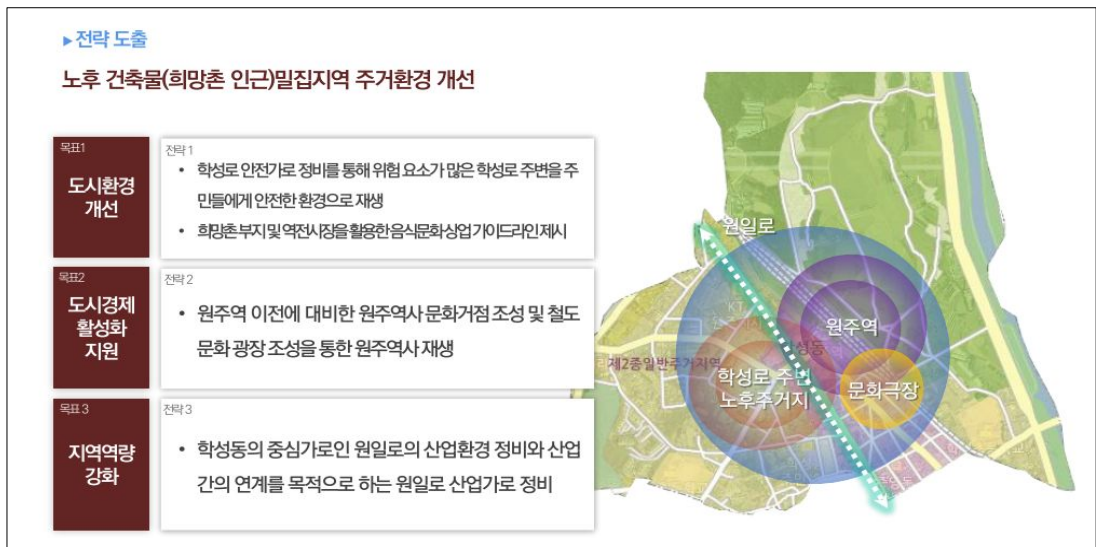 ▶전략 도출
노후 건축물(희망촌 인근)밀집지역 주거환경 개선
목표1
도시환경
개선
전략 1
• 학성로 안전가로 정비를 통해 위험 요소가 많은 학성로 주변을 주
민들에게 안전한 환경으로 재생
• 희망촌 부지 및 역전시장을 활용한 음식문화상업 가이드라인 제시
목표2
도시경제
활성화
지원
전략 2
• 원주역 이전에 대비한 원주역사 문화거점 조성 및 철도
문화 광장 조성을 통한 원주역사 재생
목표 3
지역역량
강화
전략 3
• 학성동의 중심가로인 원일로의 산업환경 정비와 산업
간의 연계를 목적으로 하는 원일로 산업가로 정비
원일로
KT
원주역
제2종일반주거지역
학성로 주변
노후주거지
문화극장